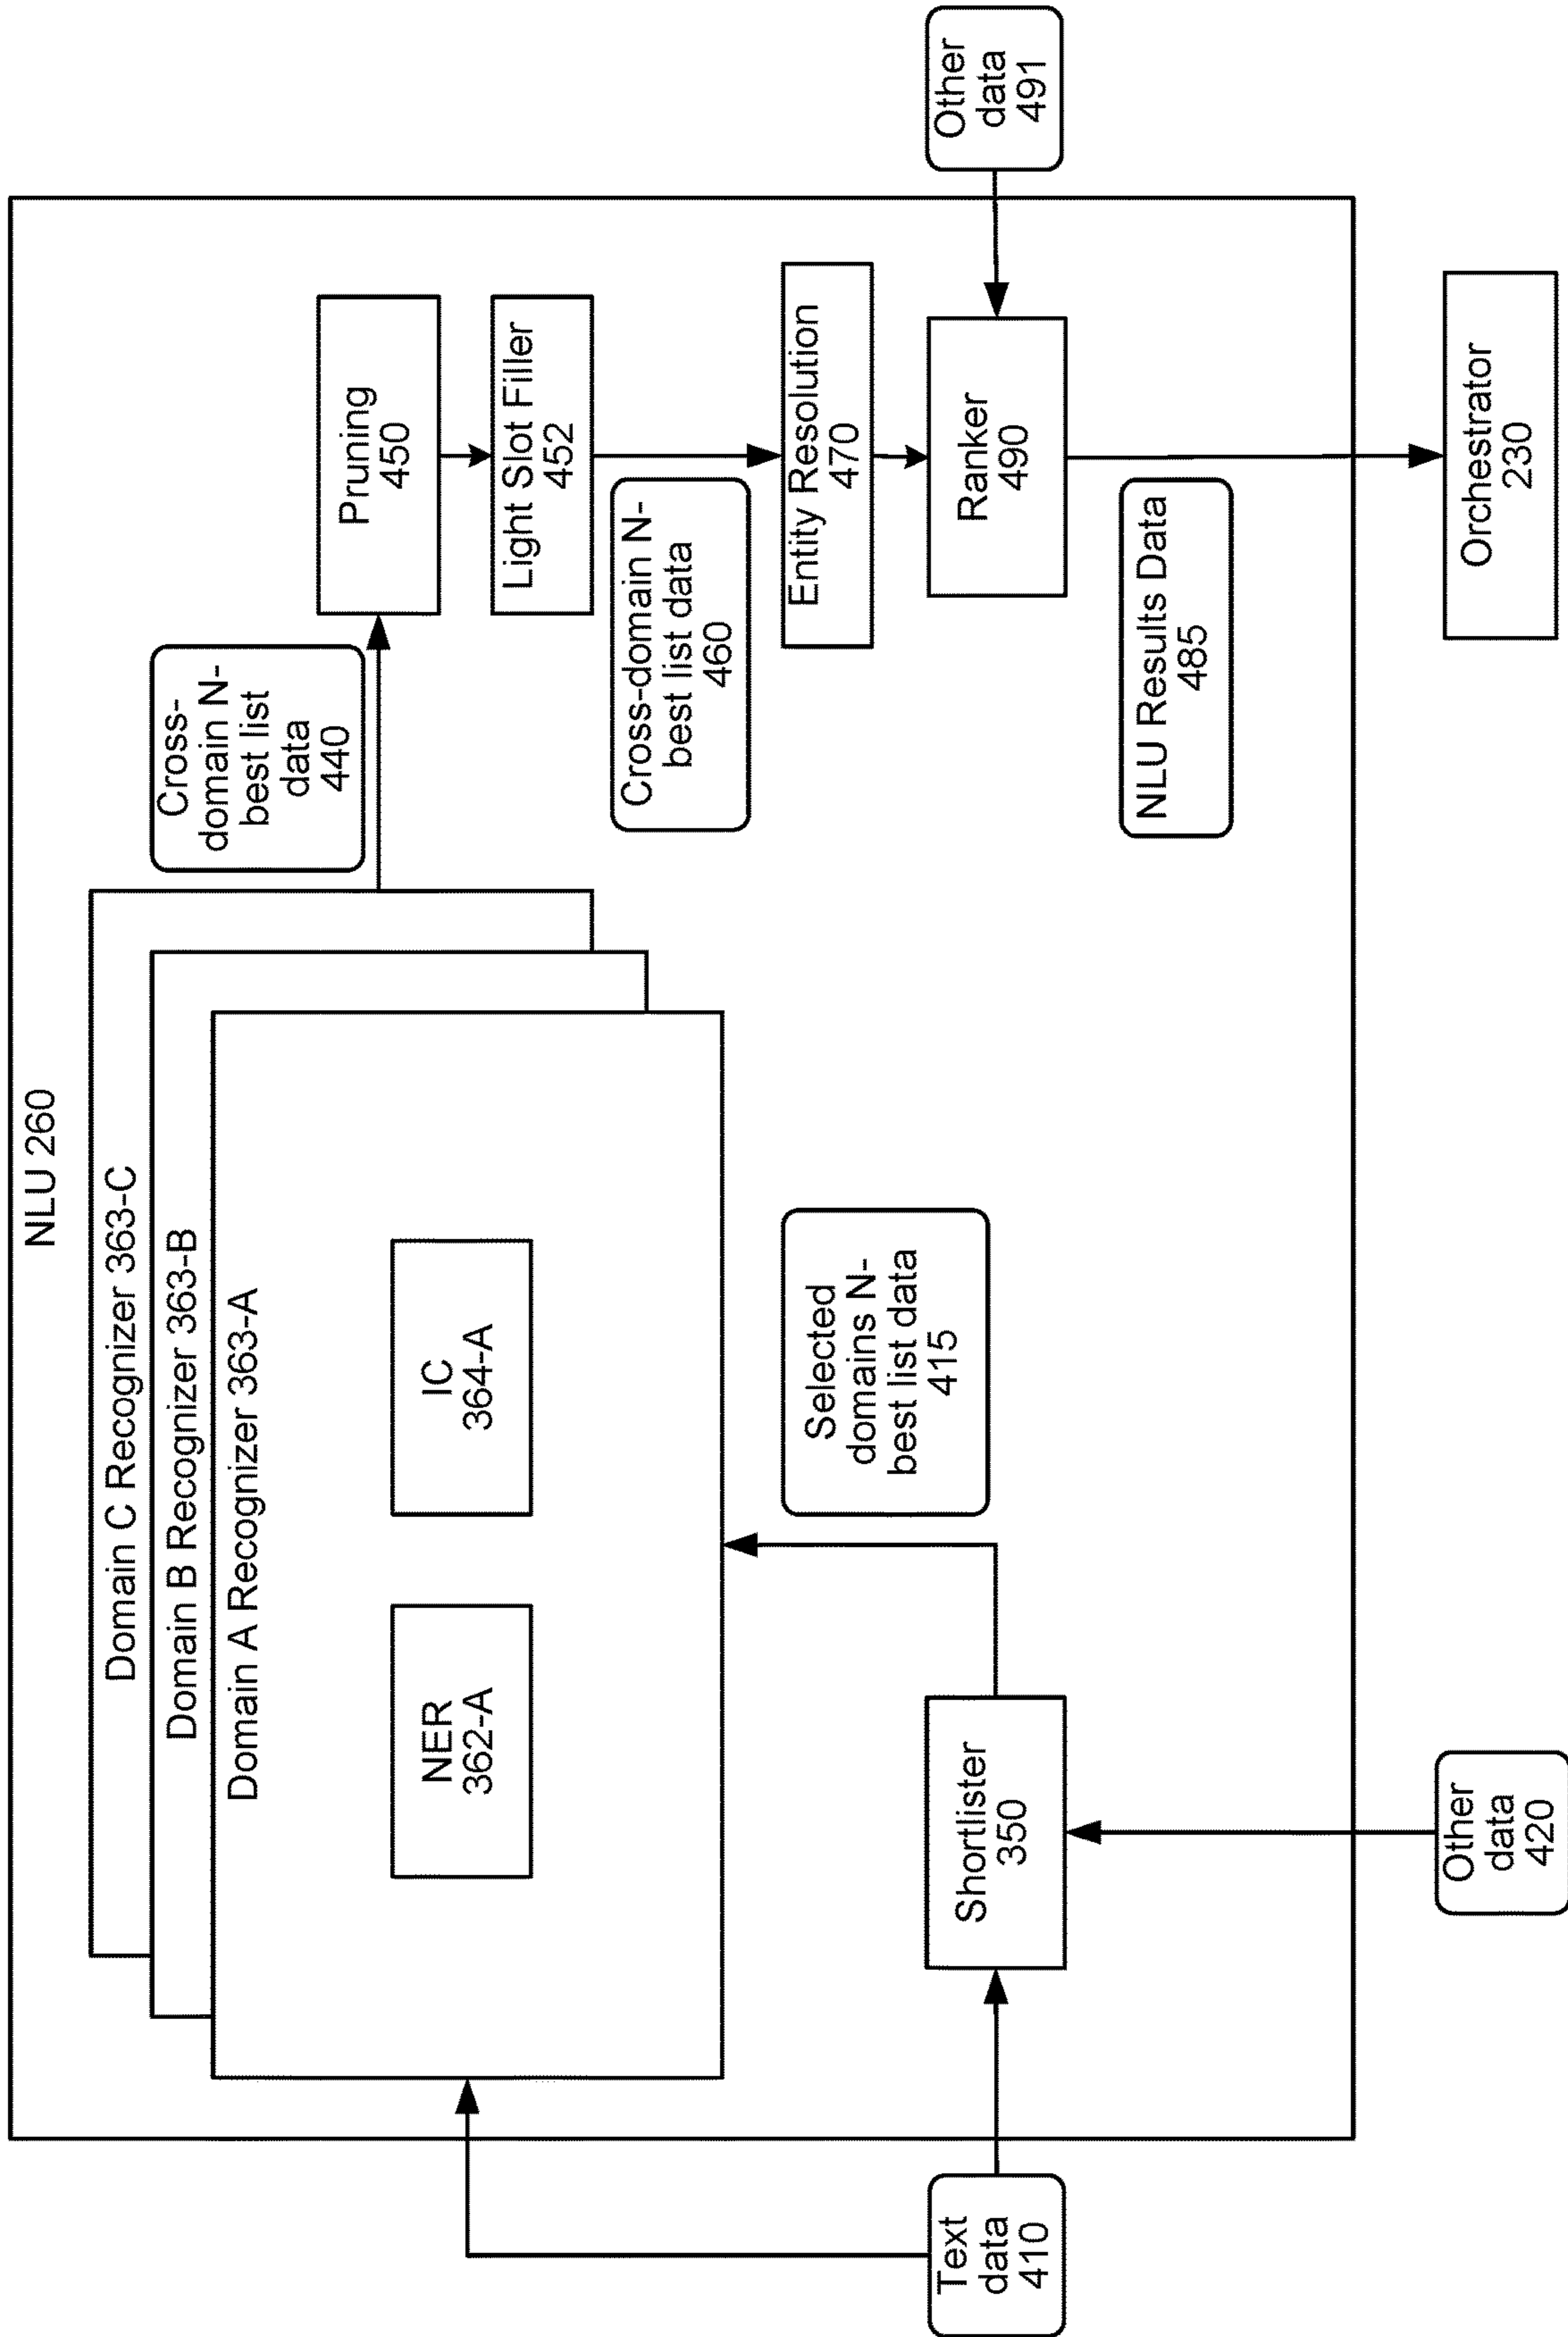 NLU 260
Domain C Recognizer 363-C
Domain B Recognizer 363-B
Domain A Recognizer 363-A
NER
362-A
IC
364-A
Cross-
domain N-
best list
data
440
Pruning
450
Light Slot Filler
452
Cross-domain N-
best list data
460
Entity Resolution
470
Ranker
490
Other
data
491
NLU Results Data
485
Orchestrator
230
Selected
domains N-
best list data
415
Shortlister
350
Text
data
410
Other
data
420